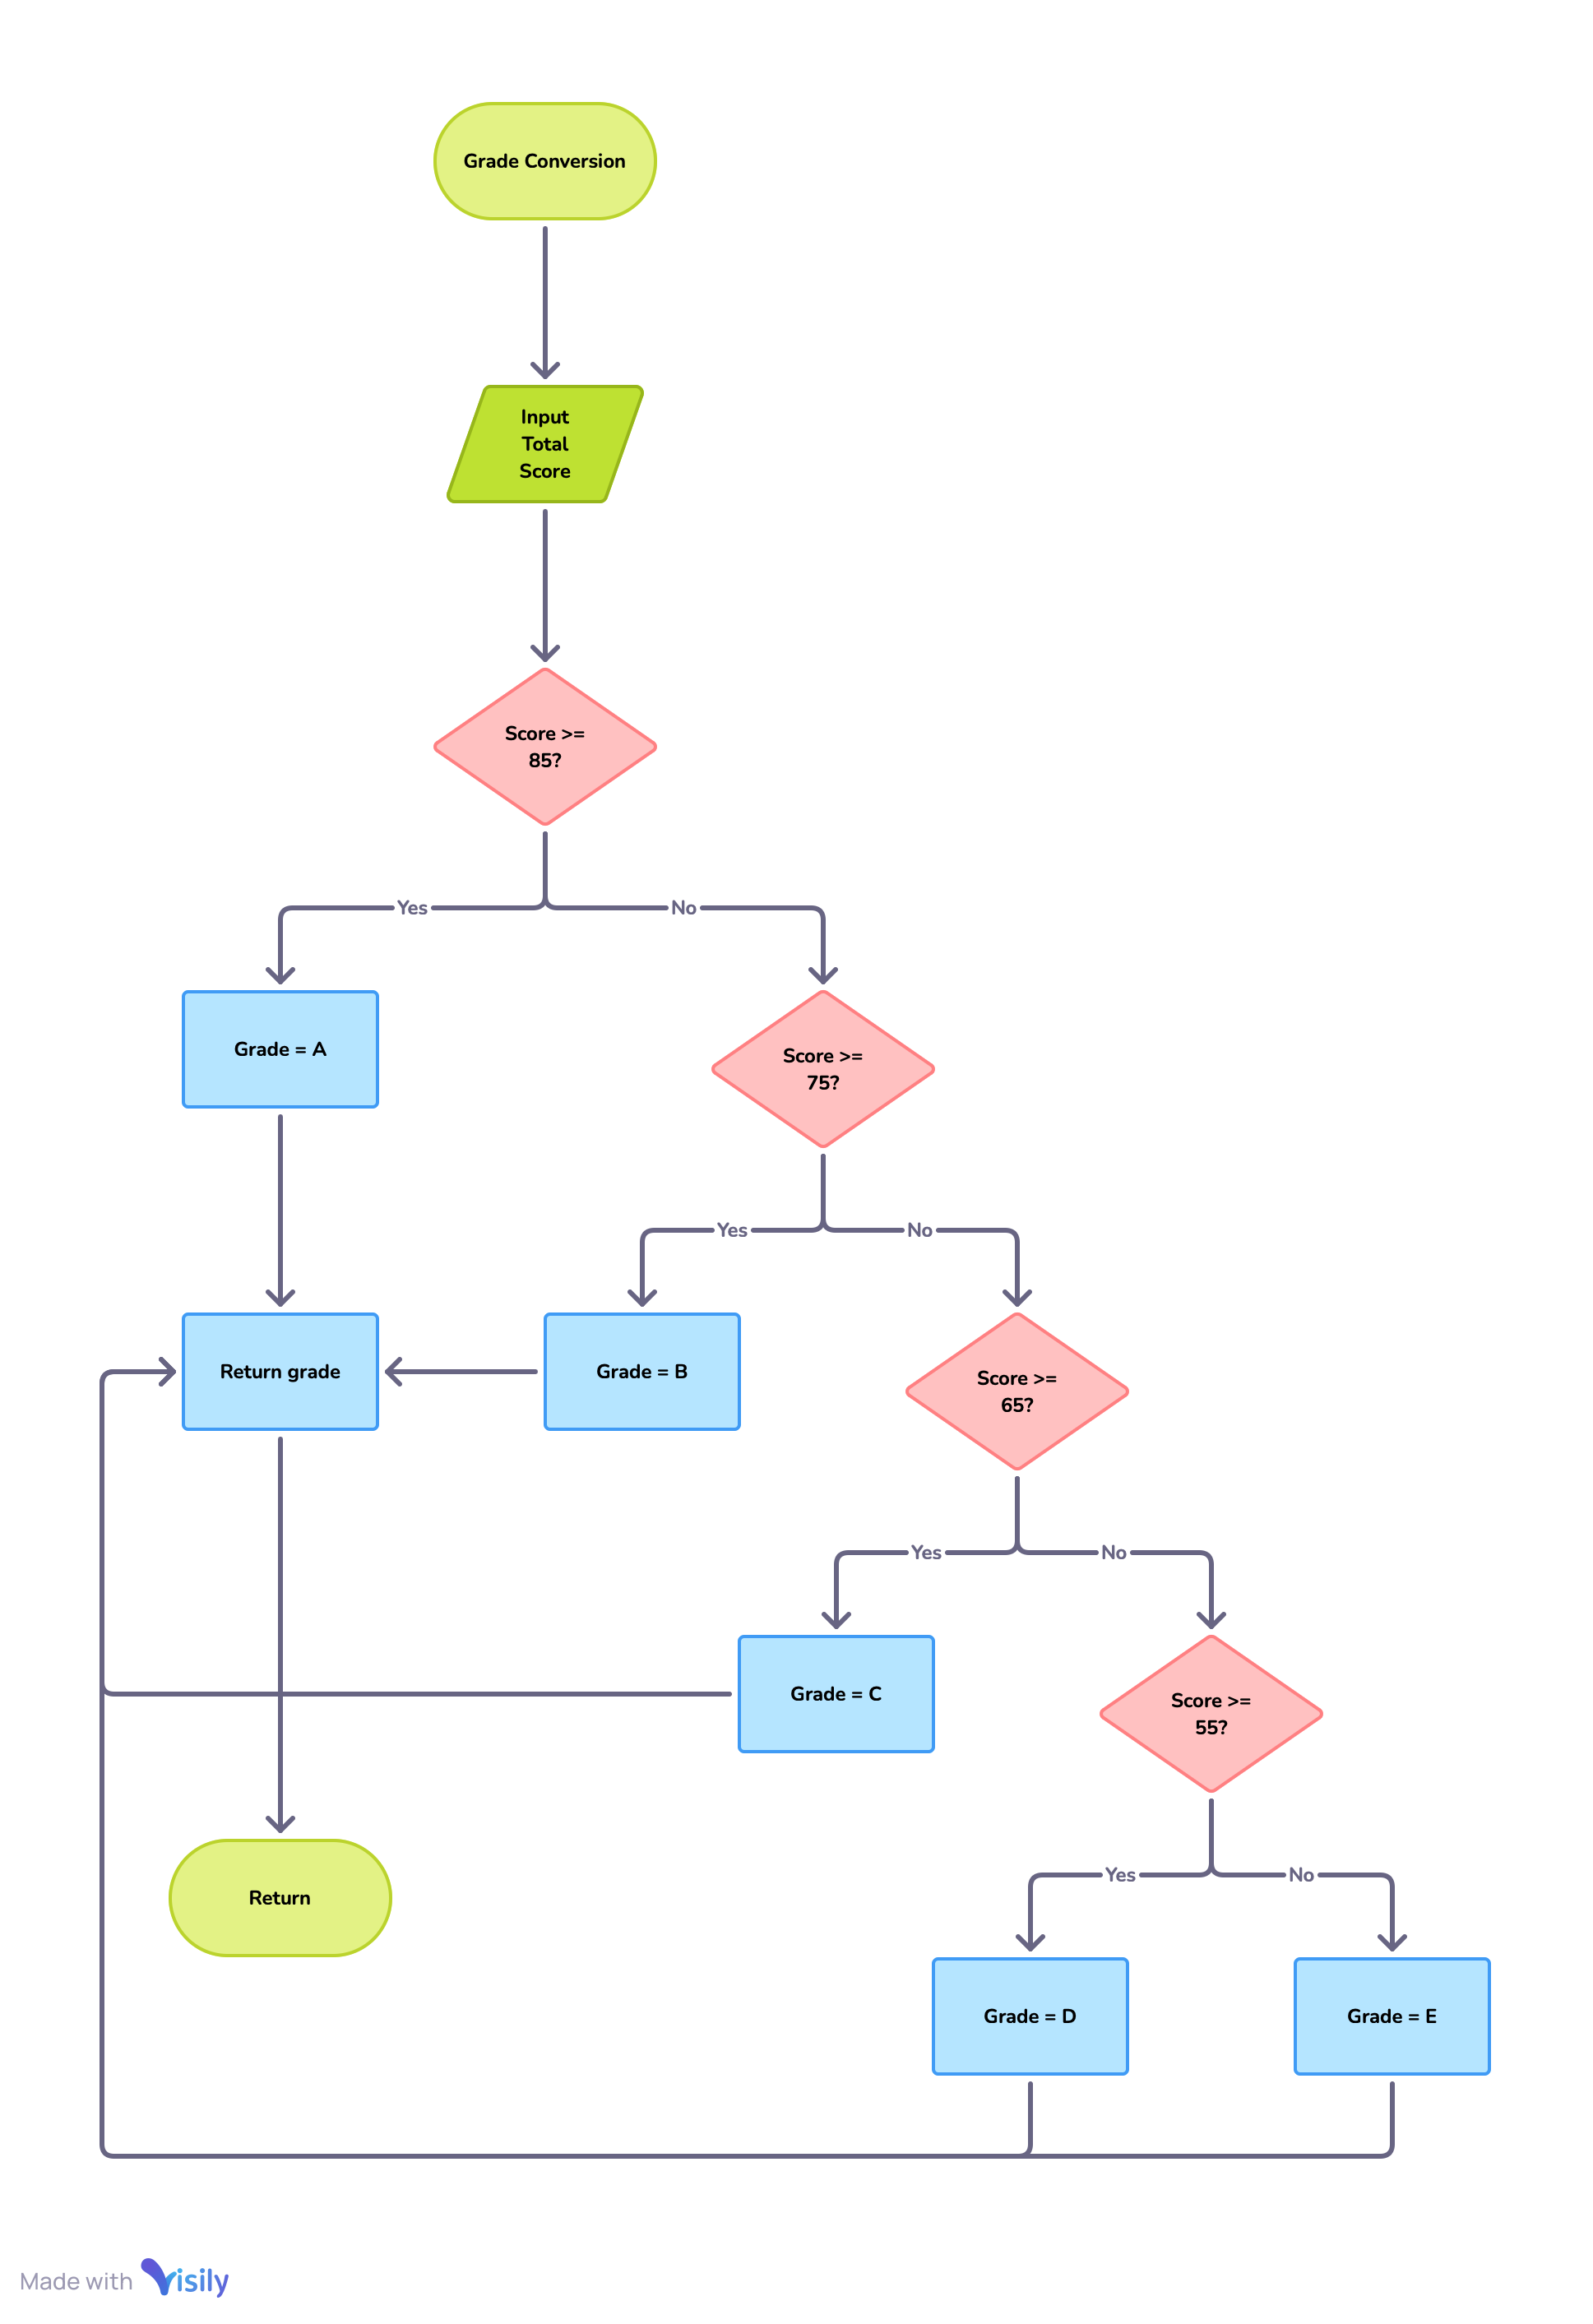 Grade Conversion
Input
Total
Score
Score >=
85?
Yes
No
Grade = A
Score >=
75?
Yes
No
Return grade
Grade = B
Score >=
65?
Yes
No
Grade = C
Score >=
55?
Yes
No
Return
Grade = D
Grade = E
Made with Visily